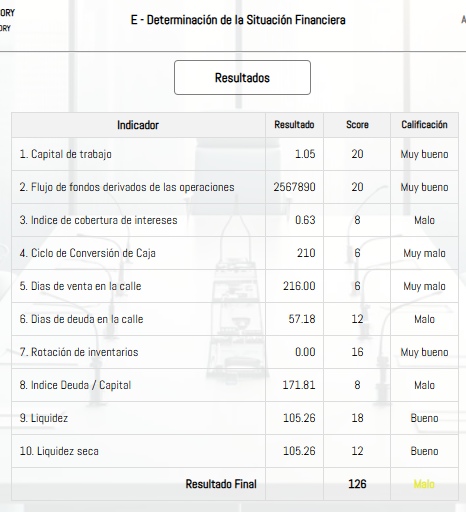 ORY
E - Determinación de la Situación Financiera
A
ORY
Resultados
Indicador Resultado Score Calificación
1. Capital de trabajo 1.05 20 Muy bueno
2. Flujo de fondos derivados de las operaciones 2567890 20 Muy bueno
3. Indice de cobertura de intereses 0.63 8 Malo
4. Ciclo de Conversión de Caja 210 6 Muy malo
5. Dias de venta en la calle 216.00 6 Muy malo
6. Dias de deuda en la calle 57.18 12 Malo
7. Rotación de inventarios 0.00 16 Muy bueno
8. Indice Deuda / Capital 171.81 8 Malo
9. Liquidez 105.26 18 Bueno
10. Liquidez seca 105.26 12 Bueno
Resultado Final 126 Malo